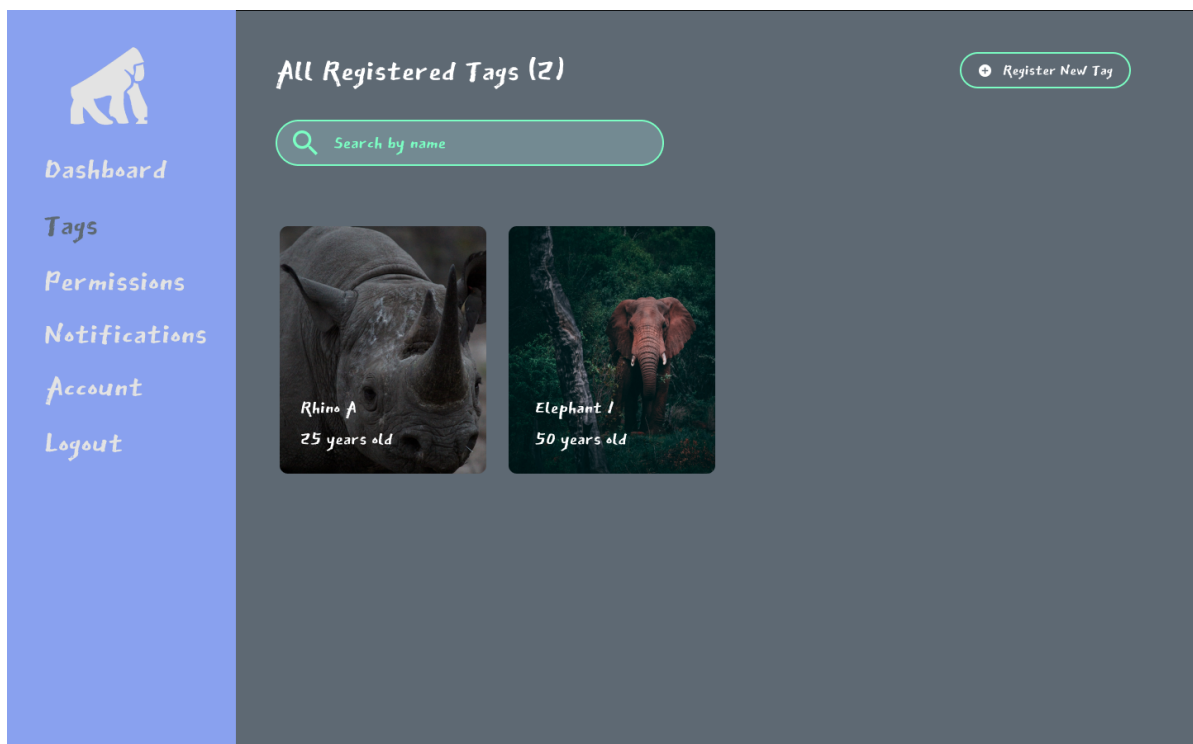 Dashboard
Tags
Permissions
Notifications
Account
Logout
All Registered Tags (2)
Register New Tag
Search by name
Rhino A
25 years old
Elephant 1
50 years old